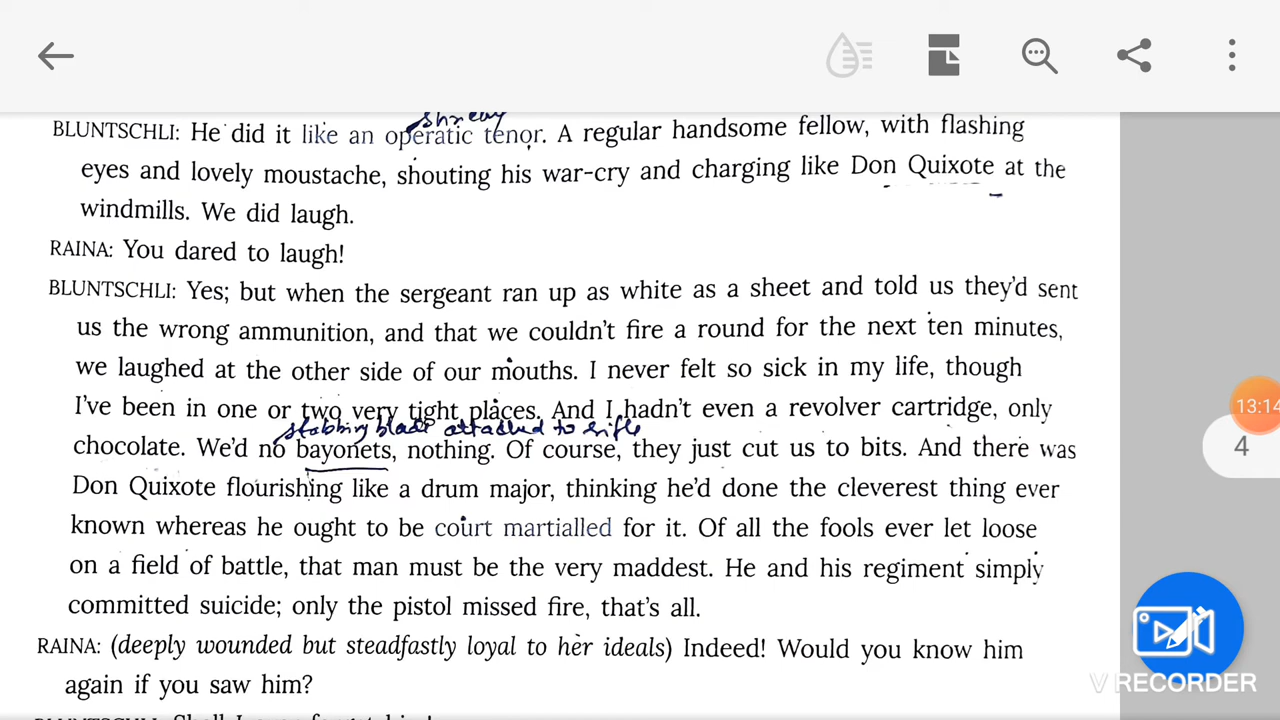 BLUNTSCHLI: He did it like an operatic tenor. A regular handsome fellow, with flashing
eyes and lovely moustache, shouting his war-cry and charging like Don Quixote at the
windmills. We did laugh.
RAINA: You dared to laugh!
BLUNTSCHLI: Yes; but when the sergeant ran up as white as a sheet and told us they'd sent
us the wrong ammunition, and that we couldn't fire a round for the next ten minutes,
we laughed at the other side of our mouths. I never felt so sick in my life, though
I've been in one or two very tight places. And I hadn't even a revolver cartridge, only
stabbing blade attached to rifle
chocolate. We'd no bayonets, nothing. Of course, they just cut us to bits. And there was
Don Quixote flourishing like a drum major, thinking he'd done the cleverest thing ever
known whereas he ought to be court martialled for it. Of all the fools ever let loose
on a field of battle, that man must be the very maddest. He and his regiment simply
committed suicide; only the pistol missed fire, that's all.
RAINA: (deeply wounded but steadfastly loyal to her ideals) Indeed! Would you know him
again if you saw him?
13:14
4
V RECORDER